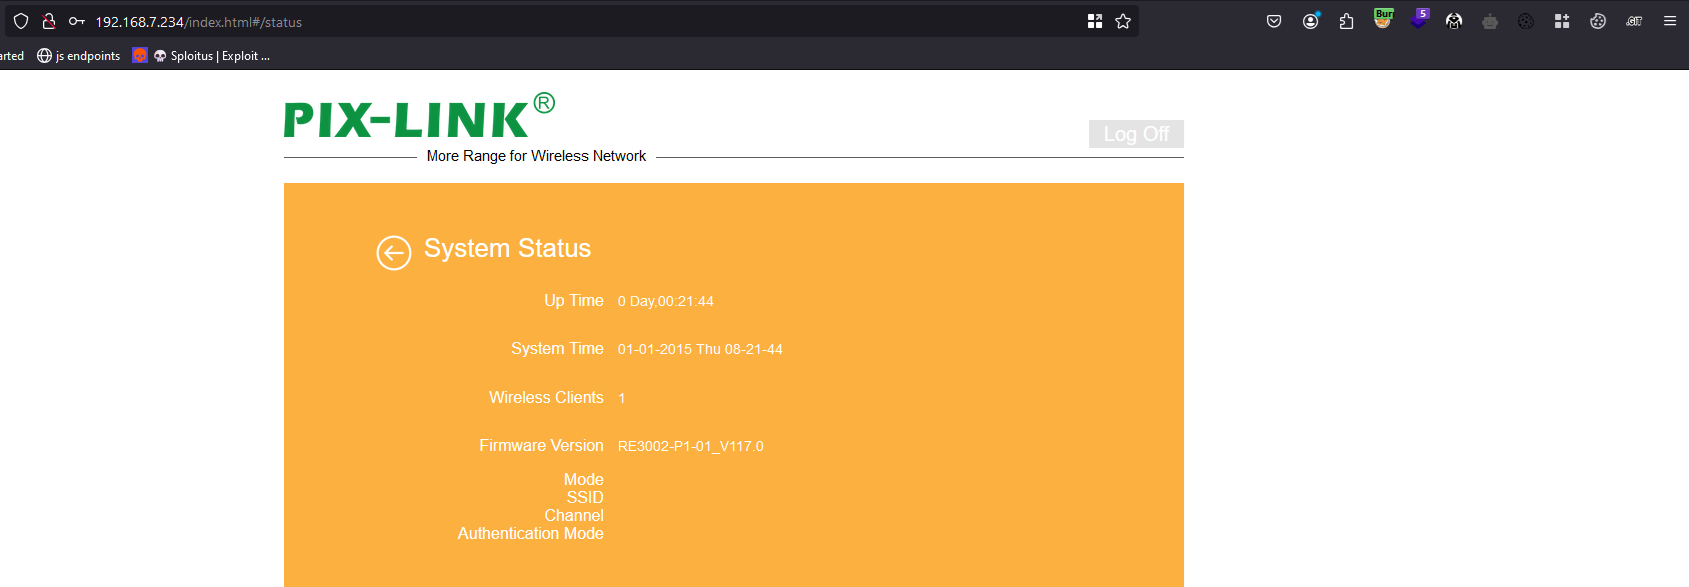 192.168.7.234/index.html#/status
Bur
5
.GIT
arted
js endpoints
Sploitus | Exploit ...
PIX-LINK®
Log Off
More Range for Wireless Network
System Status
Up Time 0 Day,00:21:44
System Time 01-01-2015 Thu 08-21-44
Wireless Clients 1
Firmware Version RE3002-P1-01_V117.0
Mode
SSID
Channel
Authentication Mode